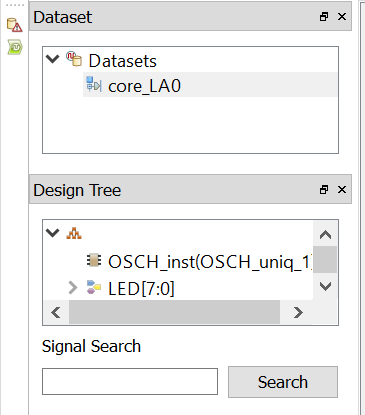 Dataset
Datasets
core_LA0
Design Tree
OSCH_inst(OSCH_uniq_1)
LED[7:0]
Signal Search
Search